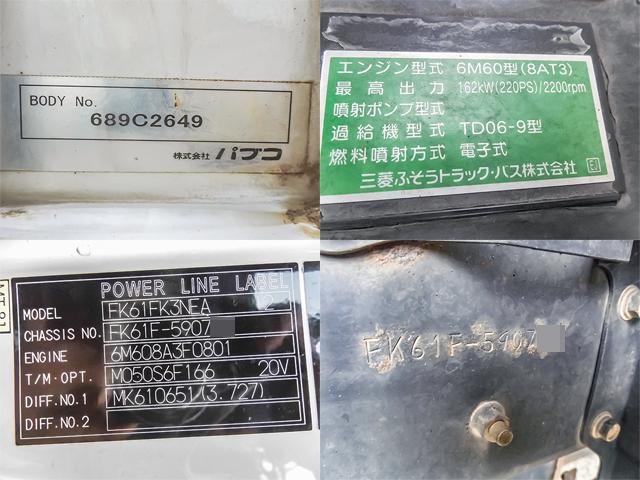 BODY No.
689C2649
株式会社 パブコ
エンジン型式 6M60型(8AT3)
最高出力 162kW(220PS)/2200rpm
噴射ポンプ型式
過給機型式 TD06-9型
燃料噴射方式 電子式
三菱ふそうトラック・バス株式会社
POWER LINE LABEL
MODEL FK61FK3NEA 2
CHASSIS NO. FK61F-5907
ENGINE 6M608A3F0801
T/M・OPT. M050S6F166 20V
DIFF.NO.1 MK610651(3.727)
DIFF.NO.2
FK61F-5907